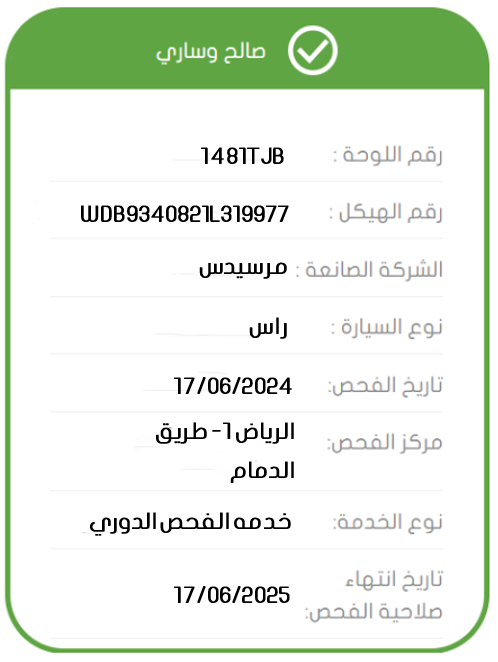 صالح وساري
رقم اللوحة : 1481TJB
رقم الهيكل : WDB9340821L319977
الشركة الصانعة : مرسيدس
نوع السيارة : راس
تاريخ الفحص: 17/06/2024
مركز الفحص: الرياض 1- طريق
الدمام
نوع الخدمة: خدمه الفحص الدوري
تاريخ انتهاء
صلاحية الفحص: 17/06/2025